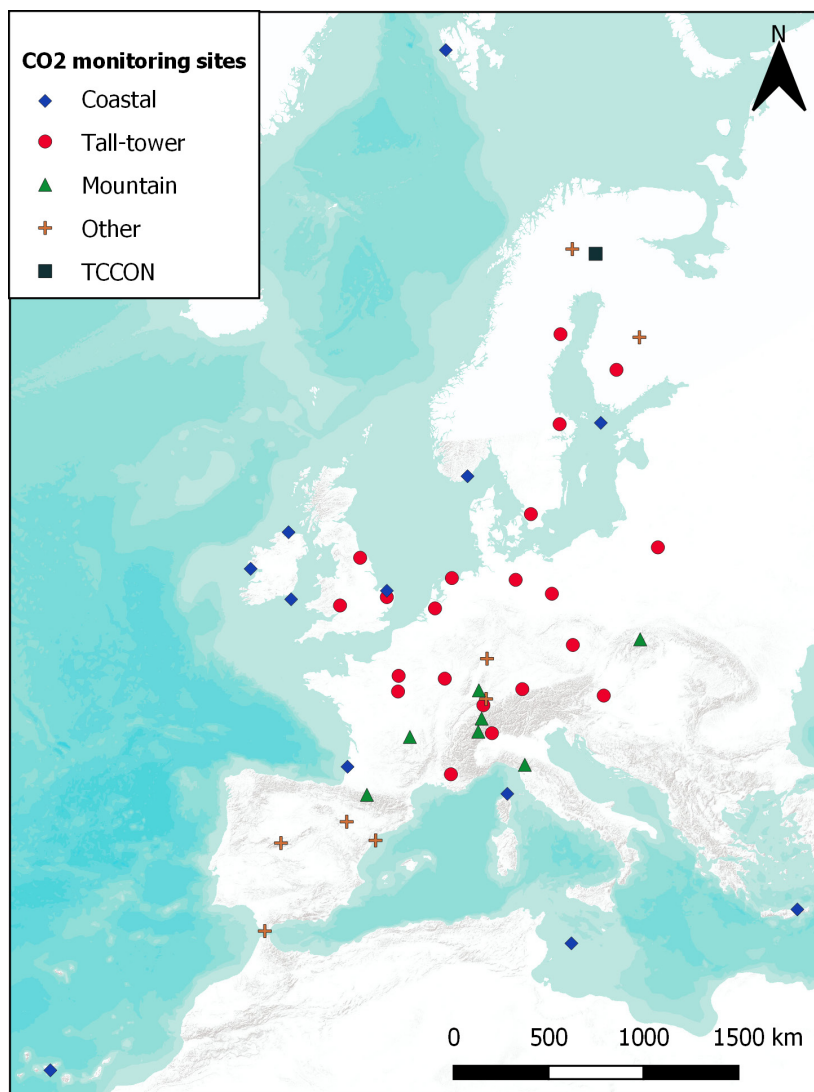 CO2 monitoring sites
Coastal
Tall-tower
Mountain
Other
TCCON
N
0 500 1000 1500 km